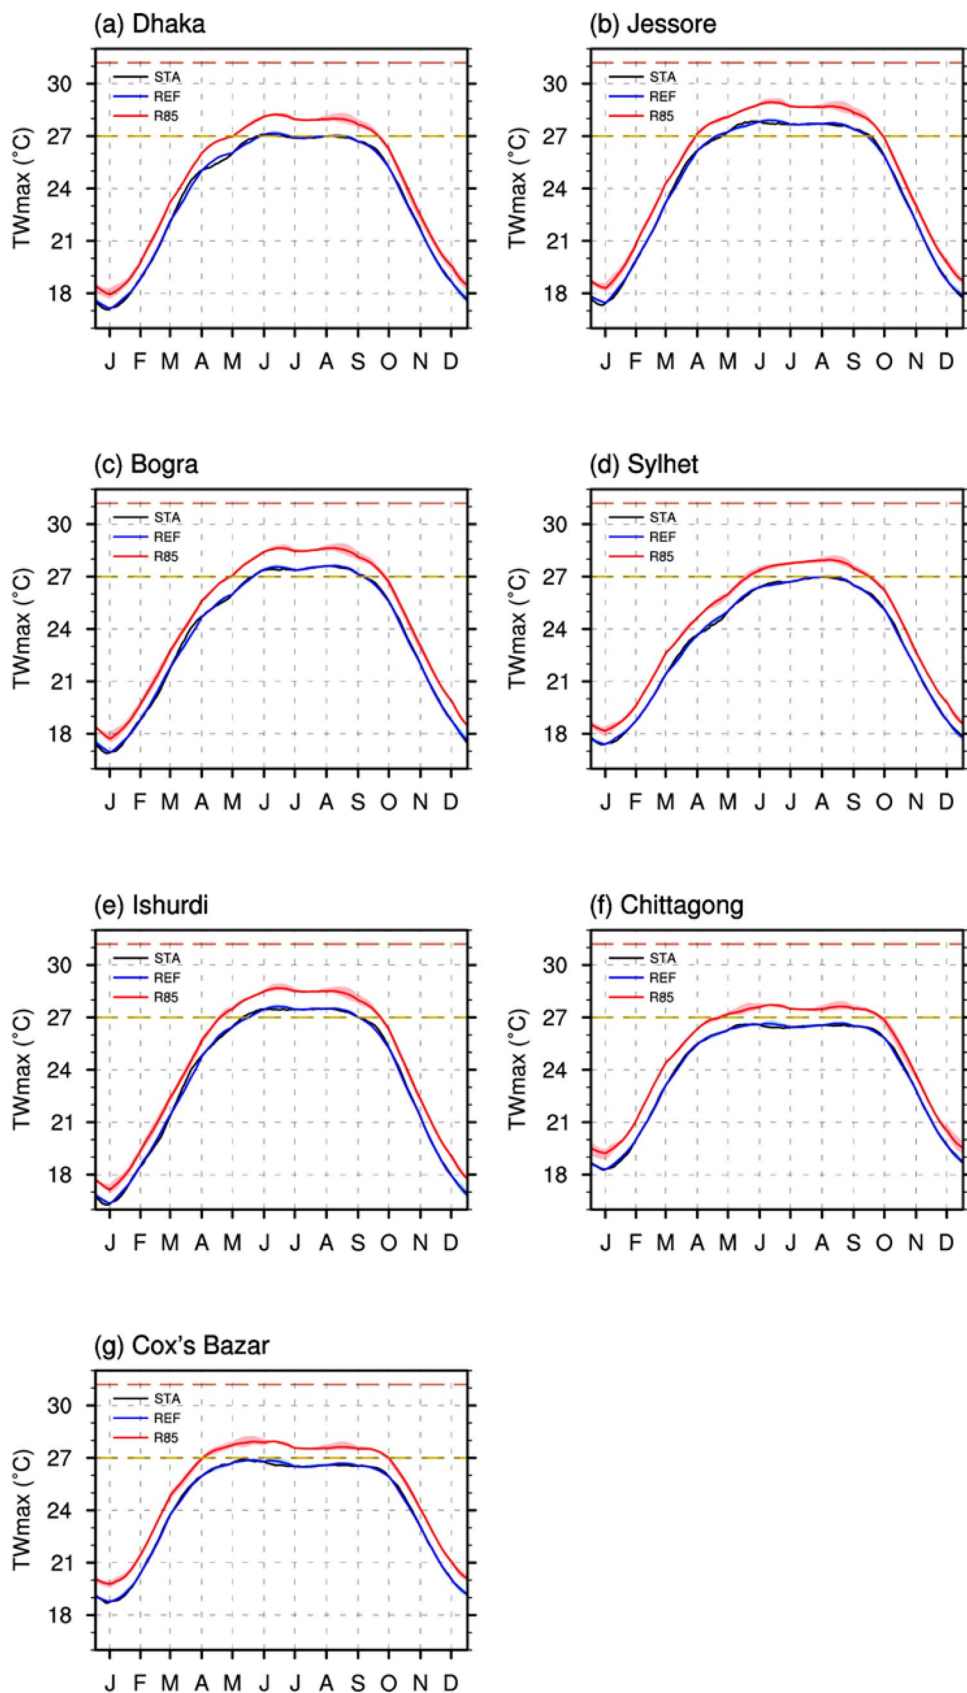 (a) Dhaka
TWmax (°C)
30
27
24
21
18
STA
REF
R85
J F M A M J J A S O N D
(b) Jessore
TWmax (°C)
30
27
24
21
18
STA
REF
R85
J F M A M J J A S O N D
(c) Bogra
TWmax (°C)
30
27
24
21
18
STA
REF
R85
J F M A M J J A S O N D
(d) Sylhet
TWmax (°C)
30
27
24
21
18
STA
REF
R85
J F M A M J J A S O N D
(e) Ishurdi
TWmax (°C)
30
27
24
21
18
STA
REF
R85
J F M A M J J A S O N D
(f) Chittagong
TWmax (°C)
30
27
24
21
18
STA
REF
R85
J F M A M J J A S O N D
(g) Cox's Bazar
TWmax (°C)
30
27
24
21
18
STA
REF
R85
J F M A M J J A S O N D